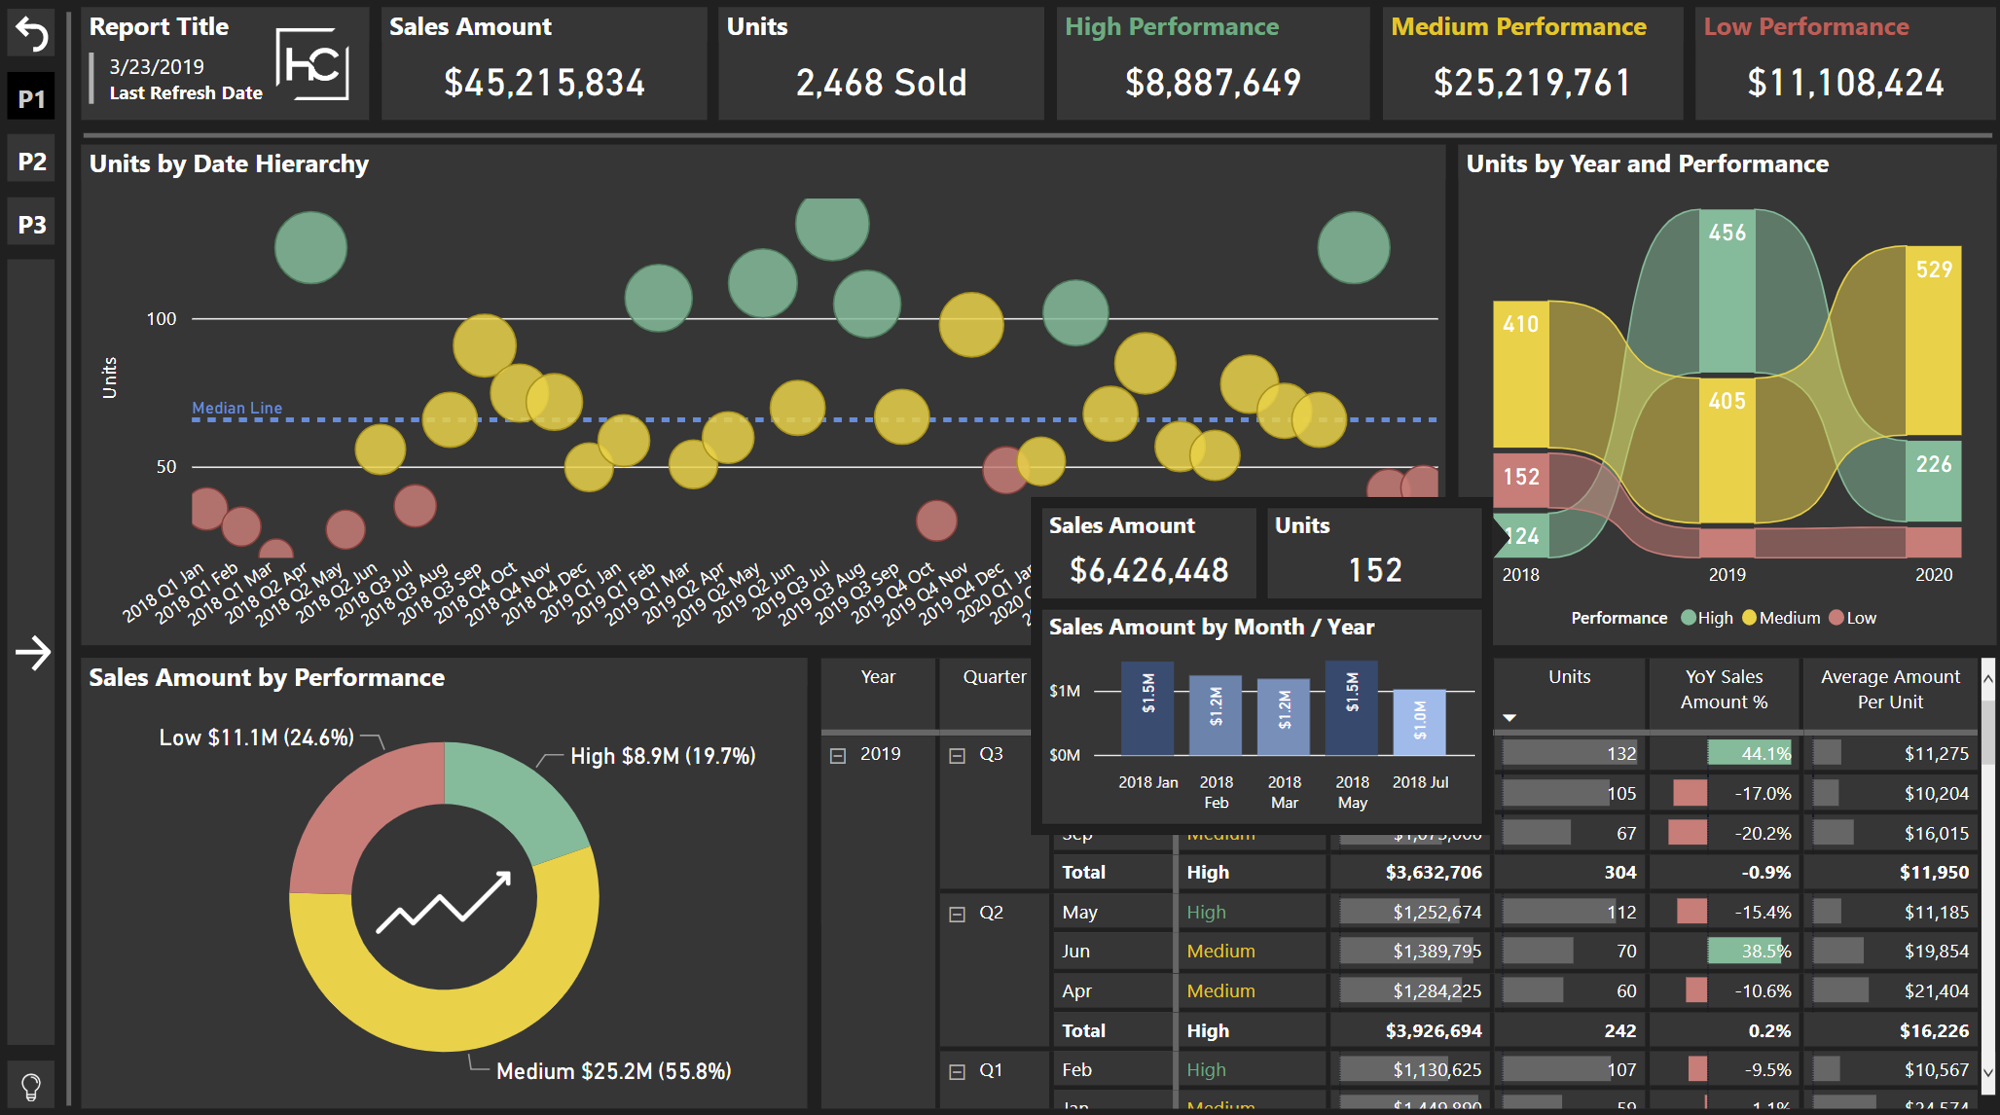 Report Title
3/23/2019
Last Refresh Date
HC
Sales Amount
$45,215,834
Units
2,468 Sold
High Performance
$8,887,649
Medium Performance
$25,219,761
Low Performance
$11,108,424
P1
P2
P3
Units by Date Hierarchy
Units
100
50
Median Line
2018 Q1 Jan
2018 Q1 Feb
2018 Q1 Mar
2018 Q2 Apr
2018 Q2 May
2018 Q2 Jun
2018 Q3 Jul
2018 Q3 Aug
2018 Q3 Sep
2018 Q4 Oct
2018 Q4 Nov
2018 Q4 Dec
2019 Q1 Jan
2019 Q1 Feb
2019 Q1 Mar
2019 Q2 Apr
2019 Q2 May
2019 Q2 Jun
2019 Q3 Jul
2019 Q3 Aug
2019 Q3 Sep
2019 Q4 Oct
2019 Q4 Nov
2019 Q4 Dec
2020 Q1 Jan
2020
Units by Year and Performance
410
152
124
456
405
529
226
2018
2019
2020
Performance High Medium Low
Sales Amount
$6,426,448
Units
152
Sales Amount by Month / Year
$1M
$0M
$1.5M
$1.2M
$1.2M
$1.5M
$1.0M
2018 Jan
2018 Feb
2018 Mar
2018 May
2018 Jul
Sales Amount by Performance
Low $11.1M (24.6%)
High $8.9M (19.7%)
Medium $25.2M (55.8%)
Year Quarter Units YoY Sales Amount % Average Amount Per Unit
2019 Q3 132 44.1% $11,275
105 -17.0% $10,204
Sep Medium $1,073,006 67 -20.2% $16,015
Total High $3,632,706 304 -0.9% $11,950
Q2 May High $1,252,674 112 -15.4% $11,185
Jun Medium $1,389,795 70 38.5% $19,854
Apr Medium $1,284,225 60 -10.6% $21,404
Total High $3,926,694 242 0.2% $16,226
Q1 Feb High $1,130,625 107 -9.5% $10,567
Jan Medium $1,449,890 59 -1.1% $24,574